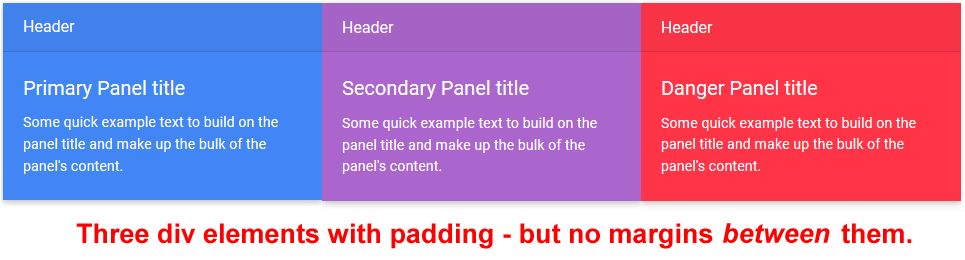 Header
Primary Panel title
Some quick example text to build on the
panel title and make up the bulk of the
panel's content.
Header
Secondary Panel title
Some quick example text to build on the
panel title and make up the bulk of the
panel's content.
Header
Danger Panel title
Some quick example text to build on the
panel title and make up the bulk of the
panel's content.
Three div elements with padding - but no margins between them.